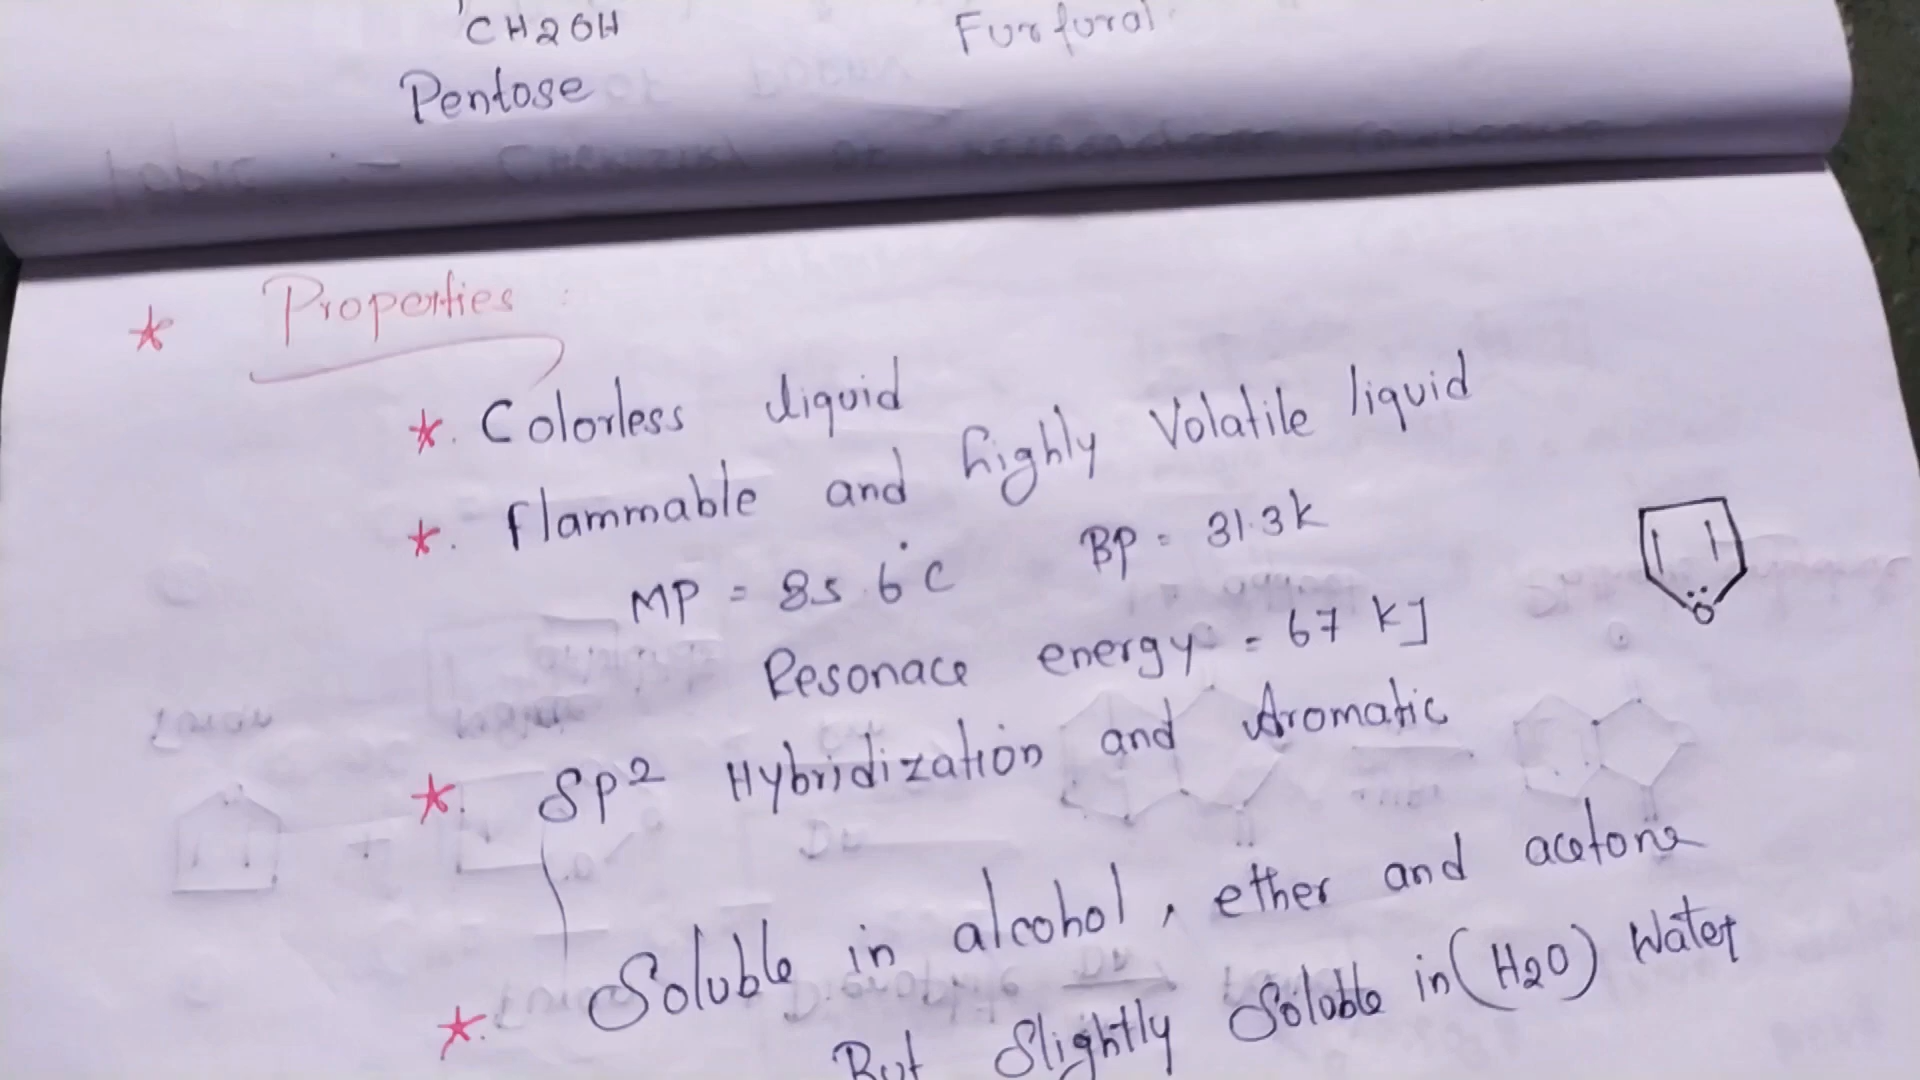 CH2OH
Furfural
Pentose
* Properties :
*. Colorless liquid
*. flammable and highly Volatile liquid
MP = 85.6°C BP = 31.3k
Resonace energy = 67 kJ
*. SP2 Hybridization and Aromatic
*. Soluble in alcohol, ether and acetone
But Slightly Soluble in (H2O) Water
O